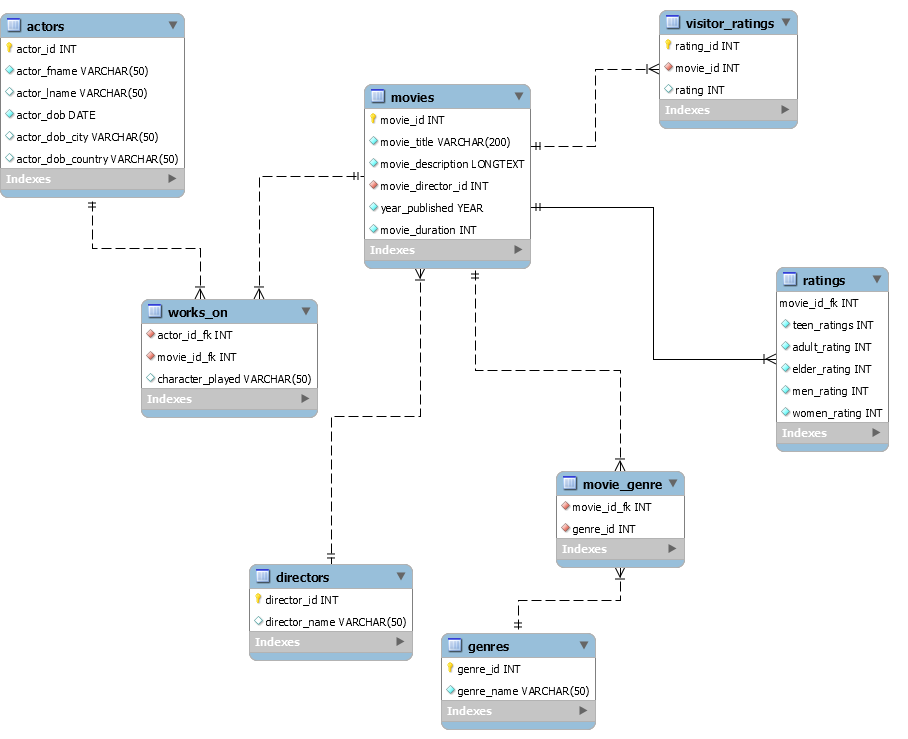 actors
actor_id INT
actor_fname VARCHAR(50)
actor_lname VARCHAR(50)
actor_dob DATE
actor_dob_city VARCHAR(50)
actor_dob_country VARCHAR(50)
Indexes
visitor_ratings
rating_id INT
movie_id INT
rating INT
Indexes
movies
movie_id INT
movie_title VARCHAR(200)
movie_description LONGTEXT
movie_director_id INT
year_published YEAR
movie_duration INT
Indexes
ratings
movie_id_fk INT
teen_ratings INT
adult_rating INT
elder_rating INT
men_rating INT
women_rating INT
Indexes
works_on
actor_id_fk INT
movie_id_fk INT
character_played VARCHAR(50)
Indexes
movie_genre
movie_id_fk INT
genre_id INT
Indexes
directors
director_id INT
director_name VARCHAR(50)
Indexes
genres
genre_id INT
genre_name VARCHAR(50)
Indexes